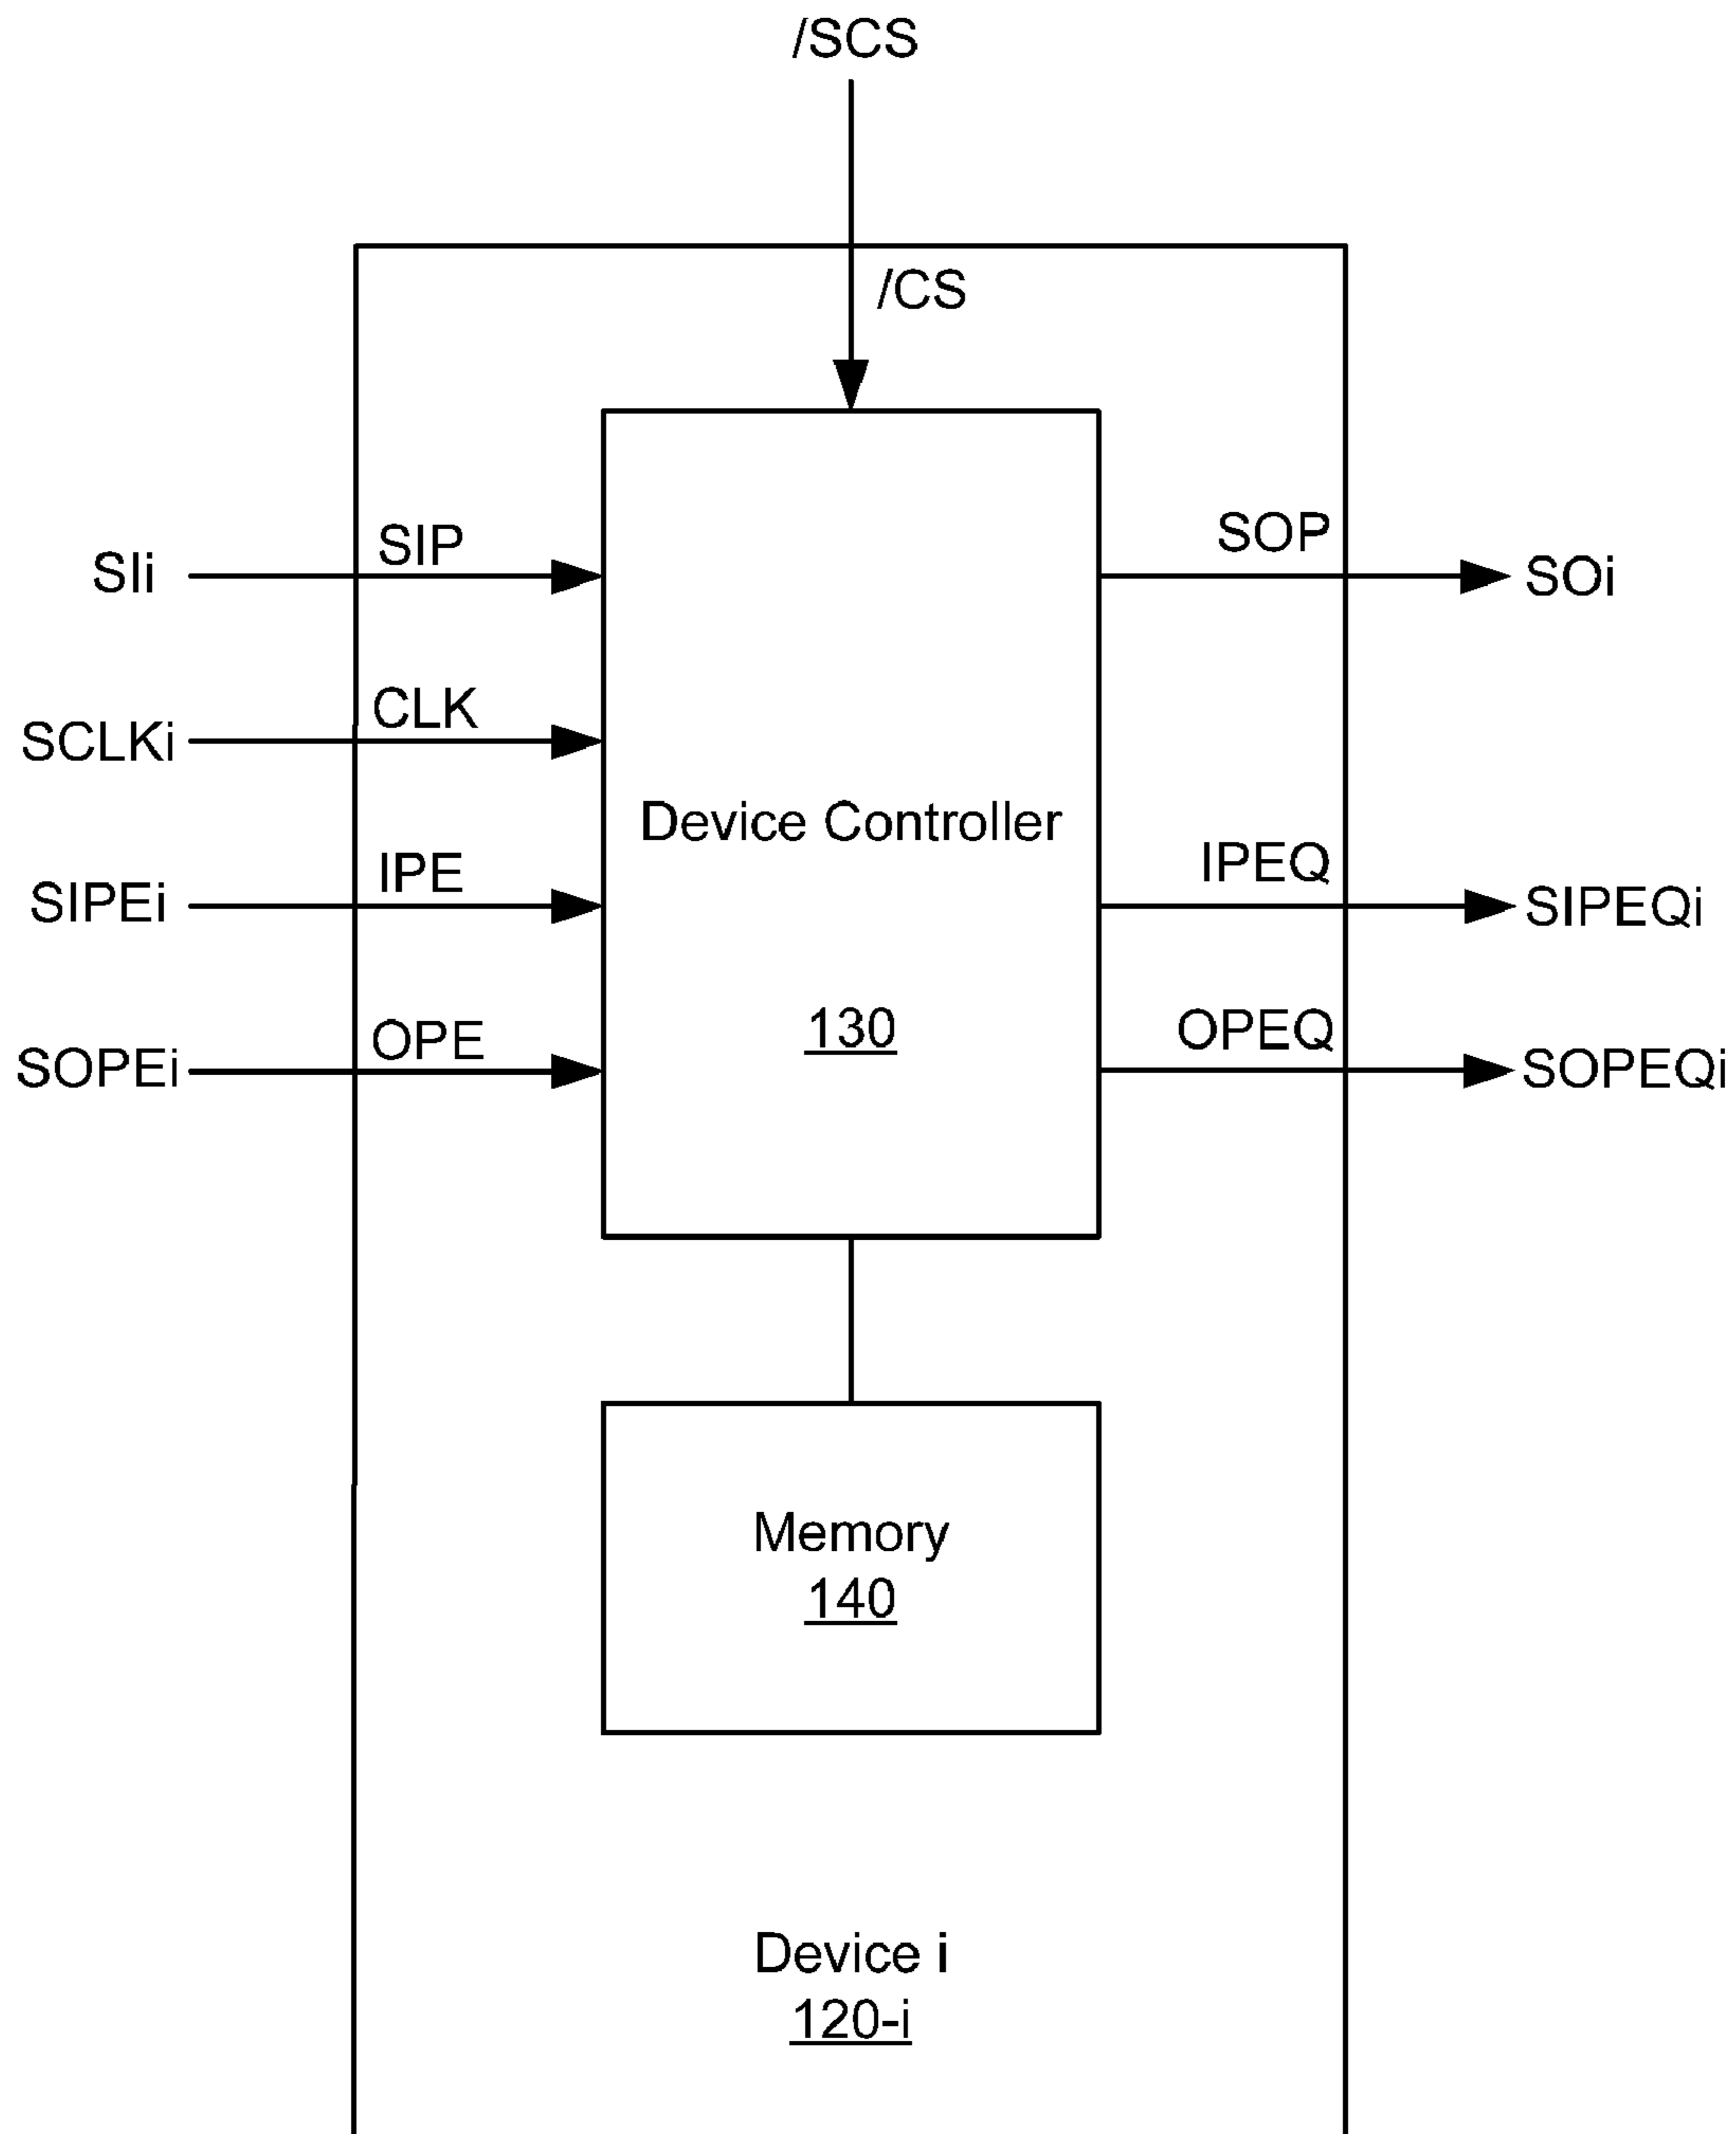 /SCS
/CS
SIi
SIP
SOP
SOi
SCLKi
CLK
Device Controller
SIPEi
IPE
IPEQ
SIPEQi
130
SOPEi
OPE
OPEQ
SOPEQi
Memory
140
Device i
120-i